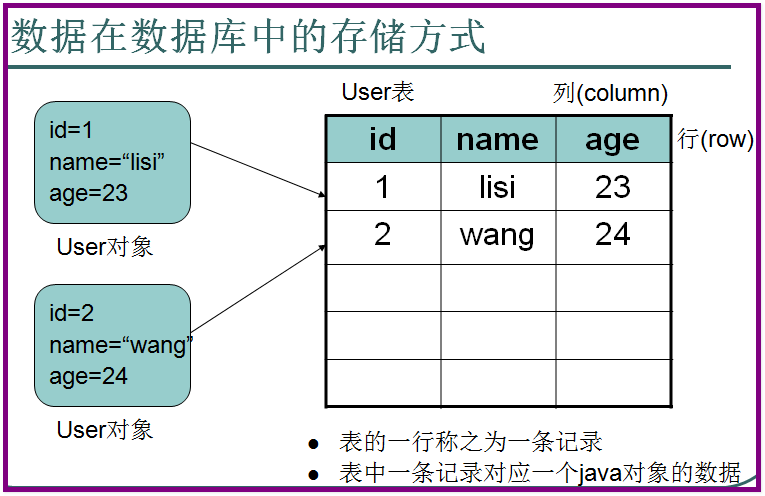 数据在数据库中的存储方式
id=1
name=“lisi”
age=23
User对象
id=2
name=“wang”
age=24
User对象
User表 列(column)
id name age 行(row)
1 lisi 23
2 wang 24
● 表的一行称之为一条记录
● 表中一条记录对应一个java对象的数据